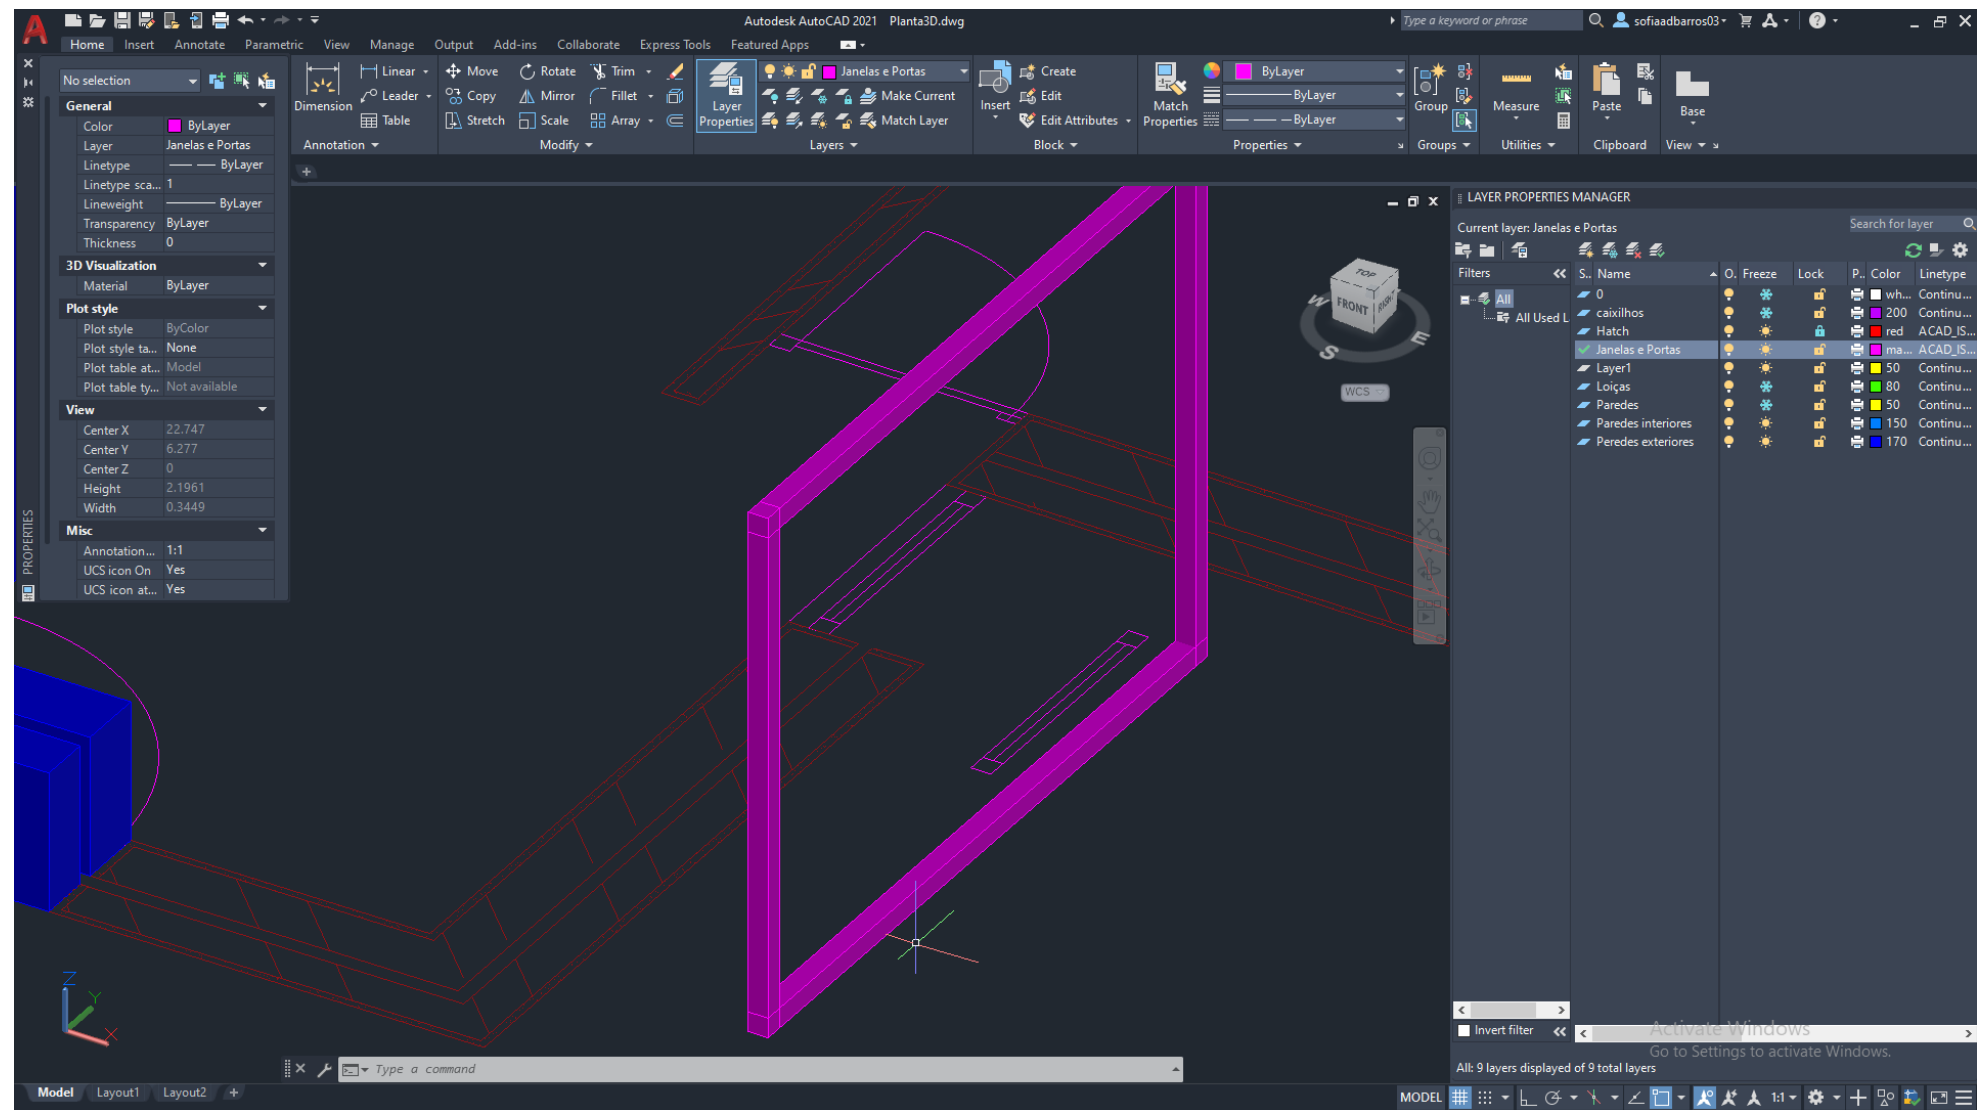 Autodesk AutoCAD 2021 Planta3D.dwg
Type a keyword or phrase
sofiaadbarros03
Home Insert Annotate Parametric View Manage Output Add-ins Collaborate Express Tools Featured Apps
No selection
General
Color ByLayer
Layer Janelas e Portas
Linetype ByLayer
Linetype sca... 1
Lineweight ByLayer
Transparency ByLayer
Thickness 0
3D Visualization
Material ByLayer
Plot style
Plot style ByColor
Plot style ta... None
Plot table at... Model
Plot table ty... Not available
View
Center X 22.747
Center Y 6.277
Center Z 0
Height 2.1961
Width 0.3449
Misc
Annotation... 1:1
UCS icon On Yes
UCS icon at... Yes
PROPERTIES
Dimension
Linear
Leader
Table
Annotation
Move Rotate Trim
Copy Mirror Fillet
Stretch Scale Array
Modify
Layer Properties
Janelas e Portas
Make Current
Match Layer
Layers
Insert
Create
Edit
Edit Attributes
Block
Match Properties
ByLayer
ByLayer
ByLayer
Properties
Group
Groups
Measure
Utilities
Paste
Clipboard
Base
View
TOP
FRONT
RIGHT
W
S
E
WCS
LAYER PROPERTIES MANAGER
Current layer: Janelas e Portas
Search for layer
Filters
All
All Used L
S.. Name O. Freeze Lock P.. Color Linetype
0 wh... Continu...
caixilhos 200 Continu...
Hatch red ACAD_IS...
Janelas e Portas ma... ACAD_IS...
Layer1 50 Continu...
Loiças 80 Continu...
Paredes 50 Continu...
Paredes interiores 150 Continu...
Peredes exteriores 170 Continu...
Invert filter
Activate Windows
Go to Settings to activate Windows.
All: 9 layers displayed of 9 total layers
Z
Y
X
Type a command
Model Layout1 Layout2
MODEL
1:1